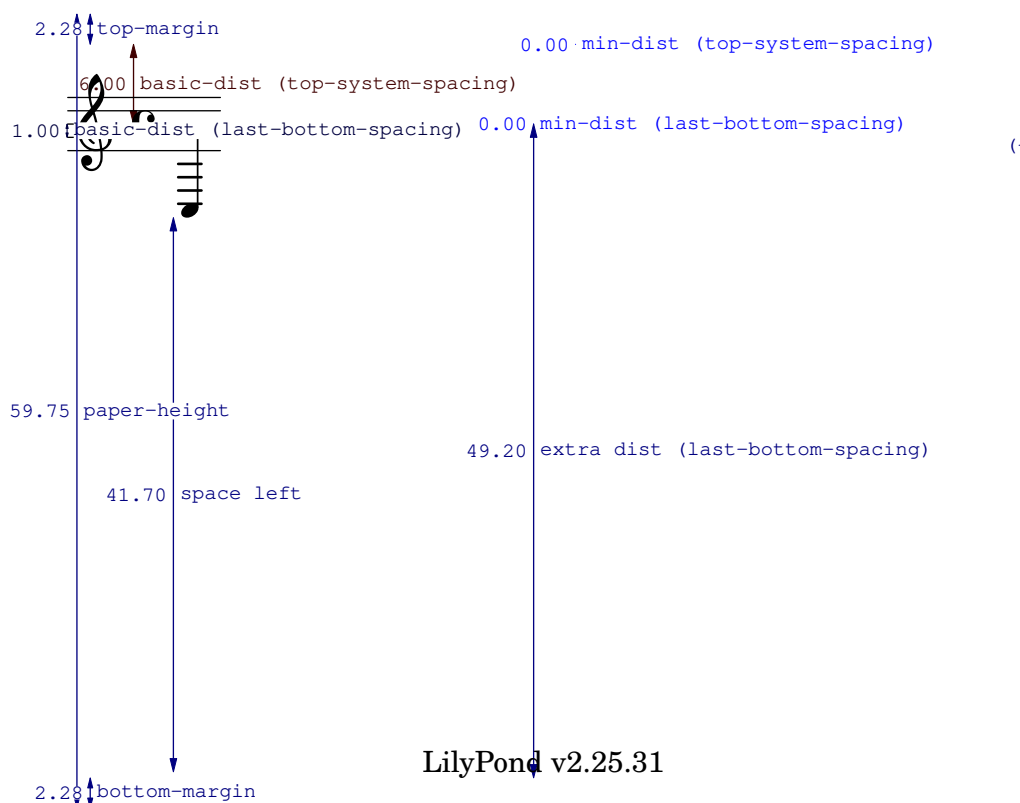 2.28 top-margin
0.00 min-dist (top-system-spacing)
6.00 basic-dist (top-system-spacing)
1.00 basic-dist (last-bottom-spacing)
0.00 min-dist (last-bottom-spacing)
(
59.75 paper-height
49.20 extra dist (last-bottom-spacing)
41.70 space left
LilyPond v2.25.31
2.28 bottom-margin